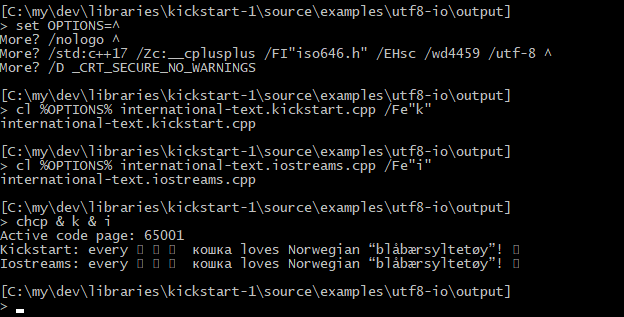 [C:\my\dev\libraries\kickstart-1\source\examples\utf8-io\output]
> set OPTIONS=^
More? /nologo ^
More? /std:c++17 /Zc:__cplusplus /FI"iso646.h" /EHsc /wd4459 /utf-8 ^
More? /D _CRT_SECURE_NO_WARNINGS
[C:\my\dev\libraries\kickstart-1\source\examples\utf8-io\output]
> cl %OPTIONS% international-text.kickstart.cpp /Fe"k"
international-text.kickstart.cpp
[C:\my\dev\libraries\kickstart-1\source\examples\utf8-io\output]
> cl %OPTIONS% international-text.iostreams.cpp /Fe"i"
international-text.iostreams.cpp
[C:\my\dev\libraries\kickstart-1\source\examples\utf8-io\output]
> chcp & k & i
Active code page: 65001
Kickstart: every � � � кошка loves Norwegian “blåbærsyltetøy”! �
Iostreams: every � � � кошка loves Norwegian “blåbærsyltetøy”! �
[C:\my\dev\libraries\kickstart-1\source\examples\utf8-io\output]
>